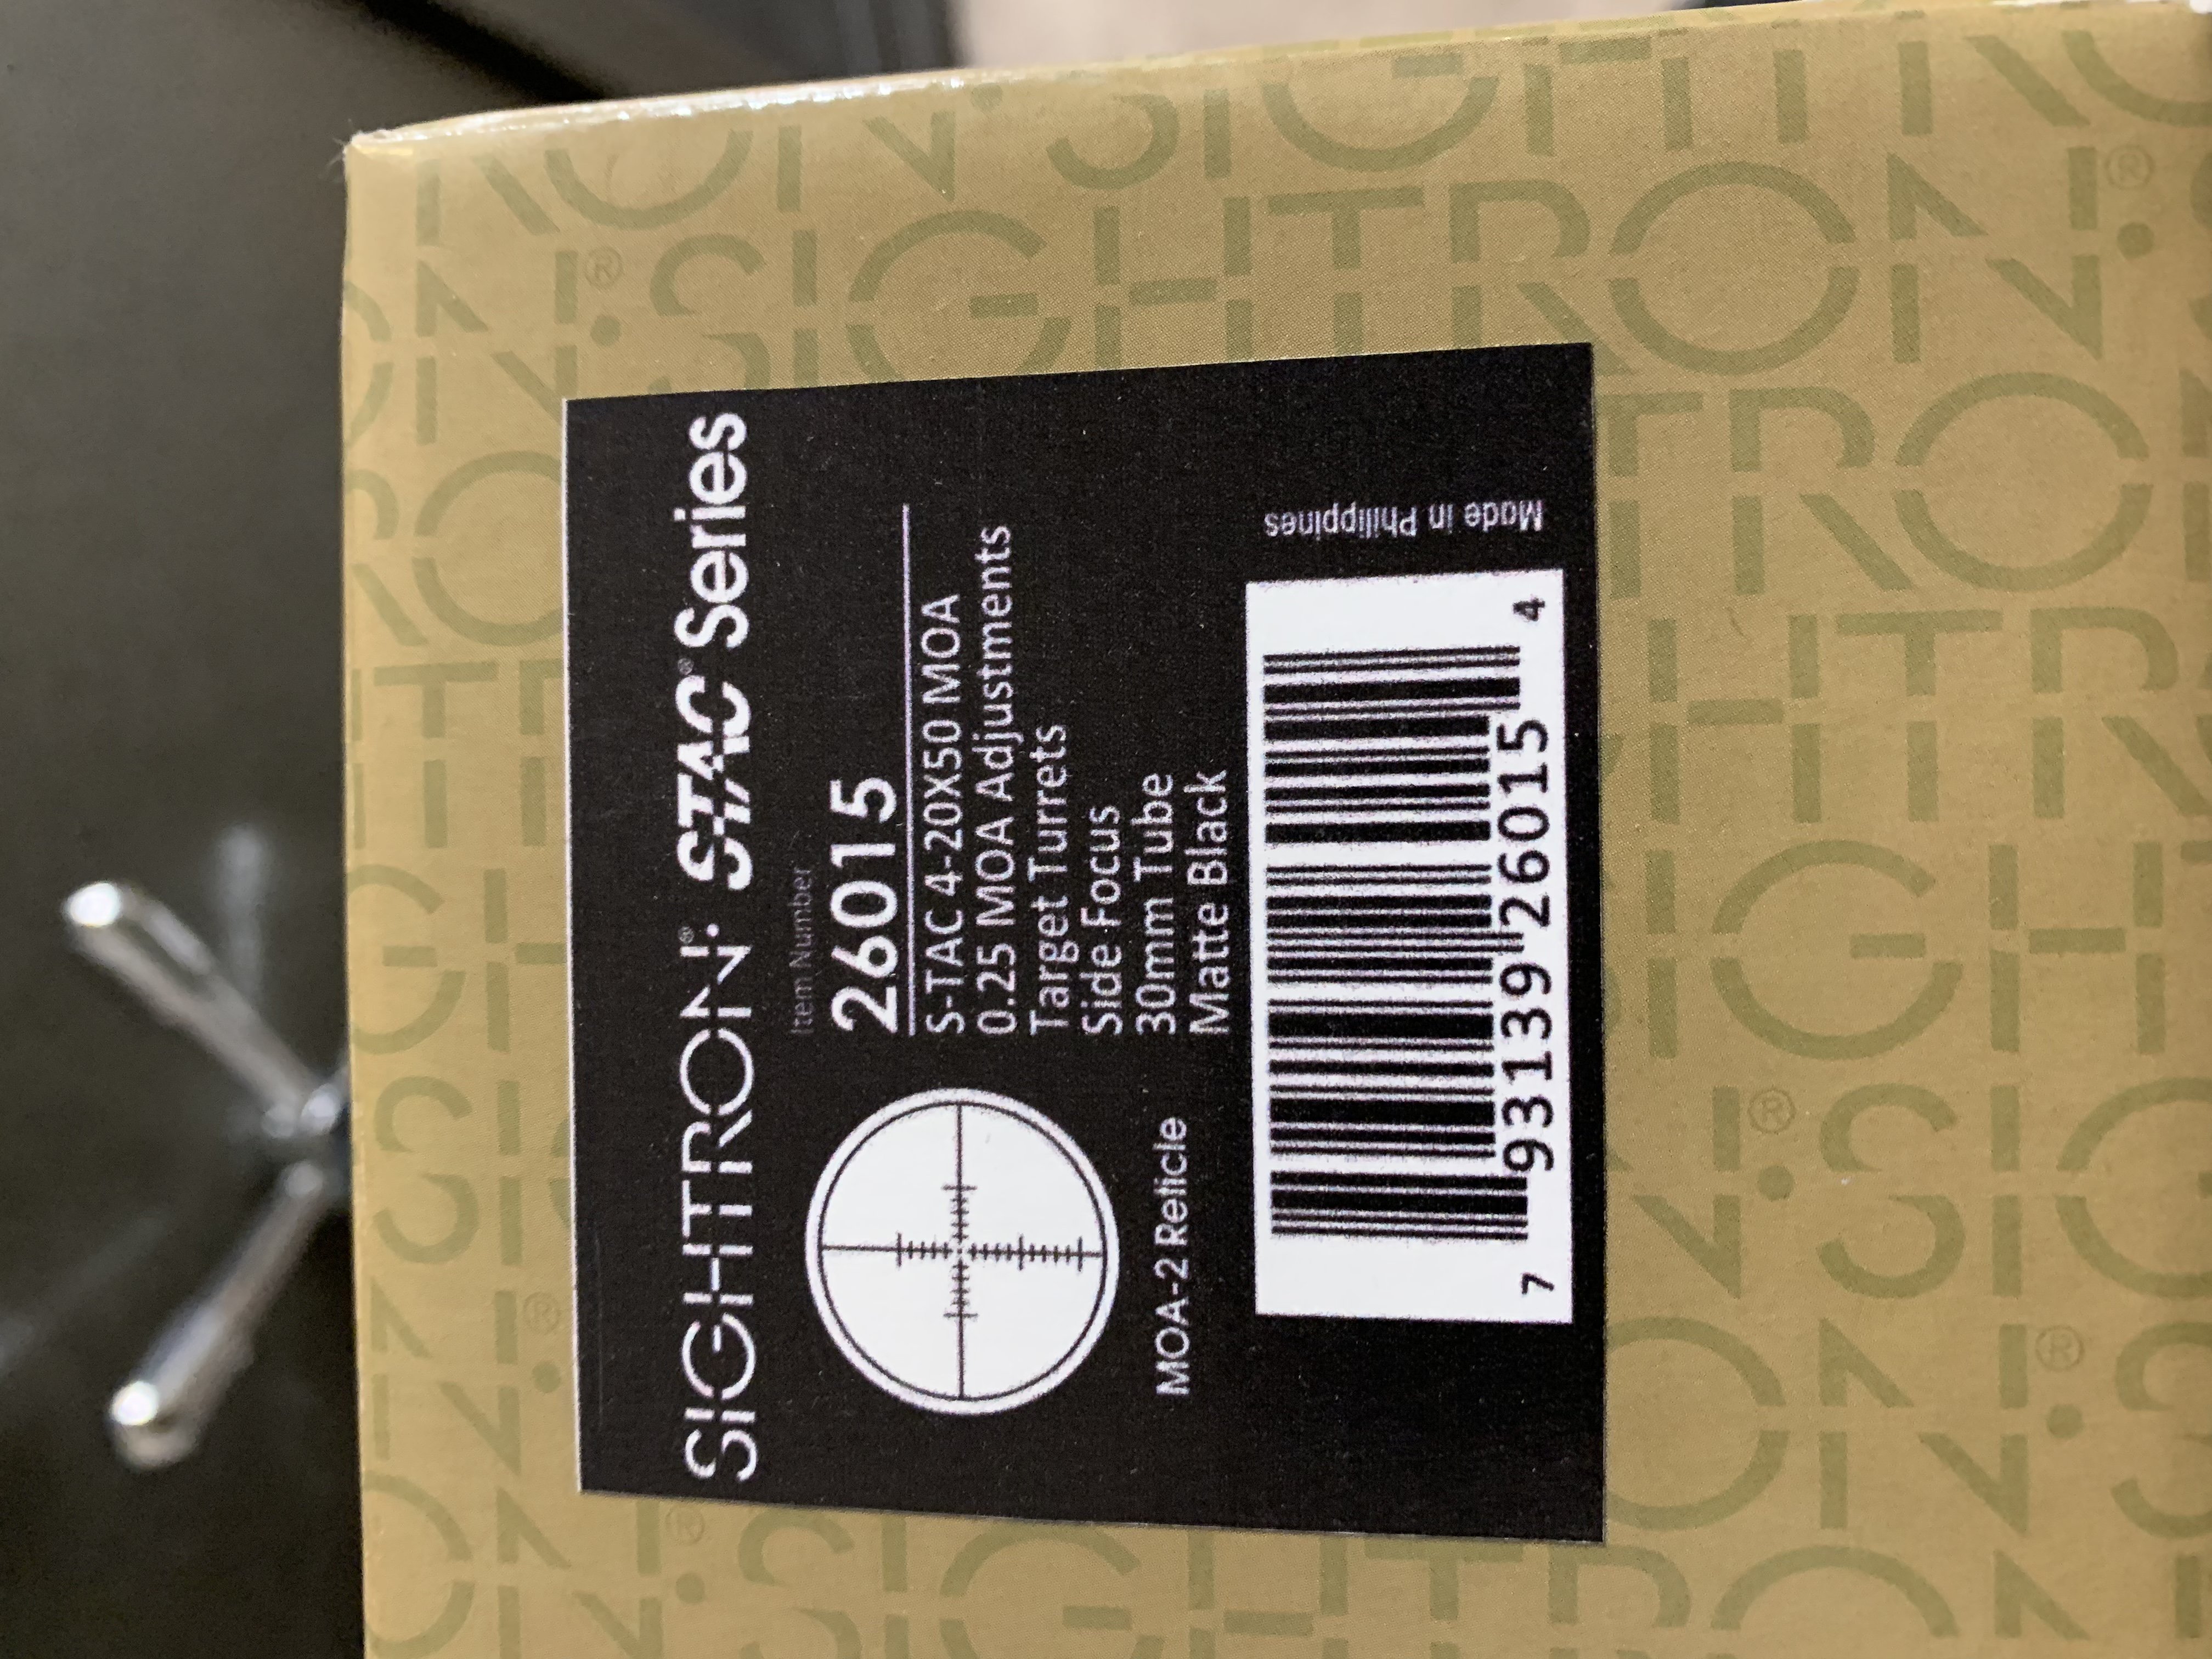 SIGHTRON® STAC® Series
Item Number
26015
S-TAC 4-20X50 MOA
0.25 MOA Adjustments
Target Turrets
Side Focus
30mm Tube
Matte Black
MOA-2 Reticle
7 93139 26015 4
Made in Philippines
SIGHTRON®